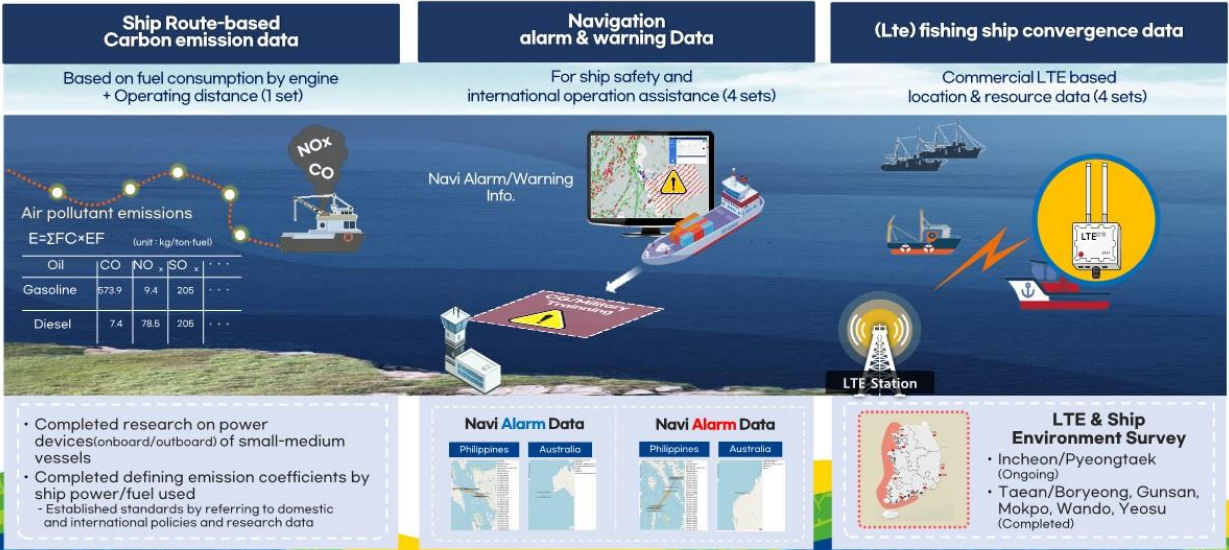 Ship Route-based
Carbon emission data
Based on fuel consumption by engine
+ Operating distance (1 set)
NOx
CO
Air pollutant emissions
E=ΣFC×EF (unit : kg/ton·fuel)
Oil CO NOx SOx ···
Gasoline 573.9 9.4 205 ···
Diesel 7.4 78.5 205 ···
• Completed research on power
devices(onboard/outboard) of small-medium
vessels
• Completed defining emission coefficients by
ship power/fuel used
- Established standards by referring to domestic
and international policies and research data
Navigation
alarm & warning Data
For ship safety and
international operation assistance (4 sets)
Navi Alarm/Warning
Info.
CG/Military
Trainning
Navi Alarm Data
Philippines Australia
Navi Alarm Data
Philippines Australia
(Lte) fishing ship convergence data
Commercial LTE based
location & resource data (4 sets)
LTE
LTE Station
LTE & Ship
Environment Survey
• Incheon/Pyeongtaek
(Ongoing)
• Taean/Boryeong, Gunsan,
Mokpo, Wando, Yeosu
(Completed)